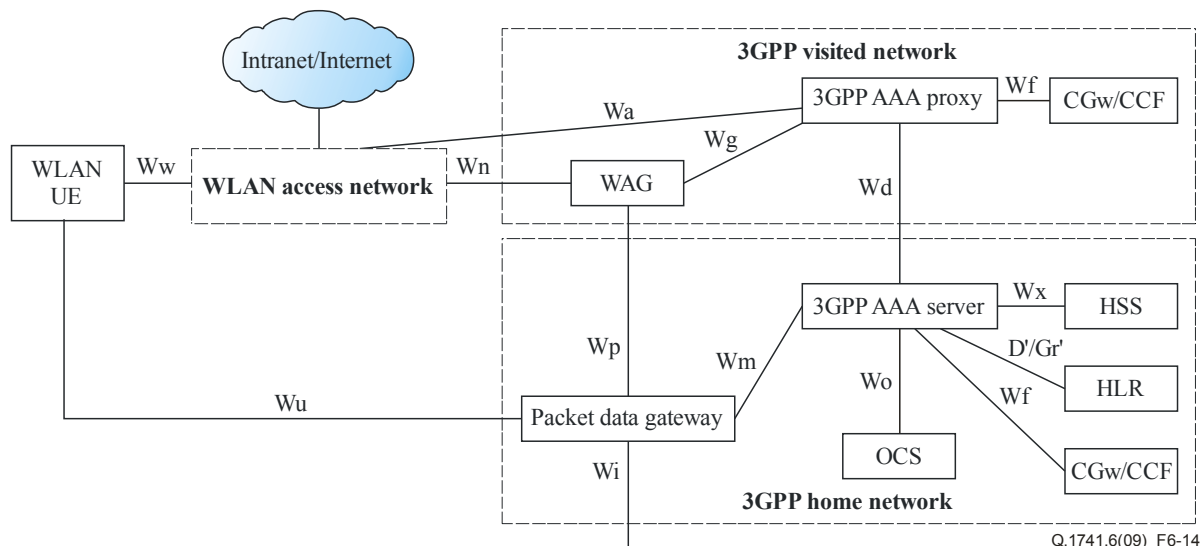 Intranet/Internet
3GPP visited network
3GPP AAA proxy
Wf
CGw/CCF
Wa
Wg
WLAN
UE
Ww
WLAN access network
Wn
WAG
Wd
3GPP AAA server
Wx
HSS
Wp
Wm
D'/Gr'
Wo
Wf
HLR
Wu
Packet data gateway
Wi
OCS
CGw/CCF
3GPP home network
Q.1741.6(09)_F6-14